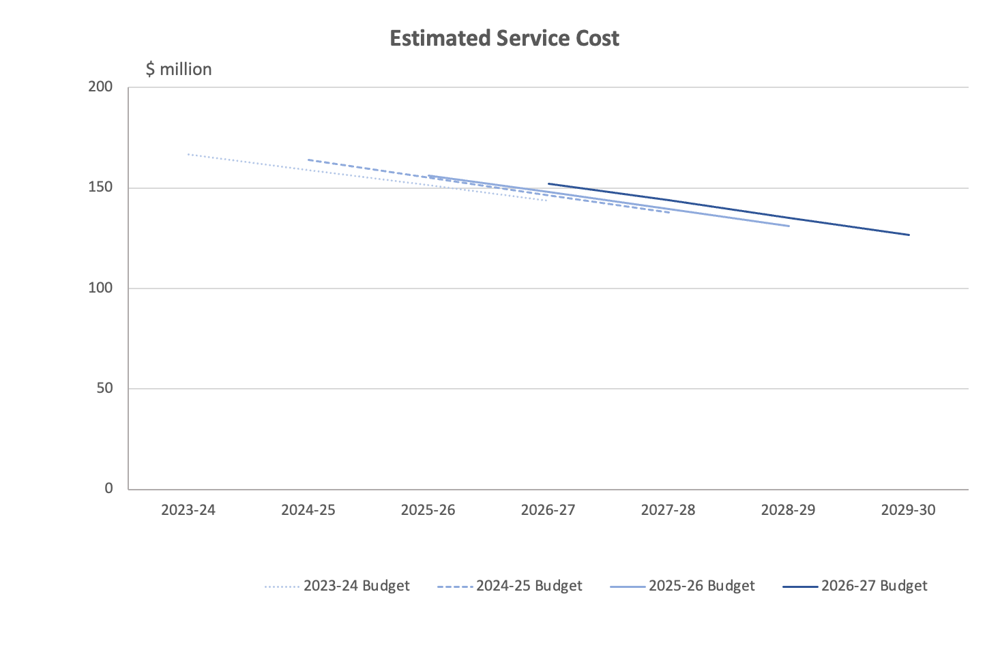 Estimated Service Cost
$ million
200
150
100
50
0
2023-24 2024-25 2025-26 2026-27 2027-28 2028-29 2029-30
2023-24 Budget 2024-25 Budget 2025-26 Budget 2026-27 Budget